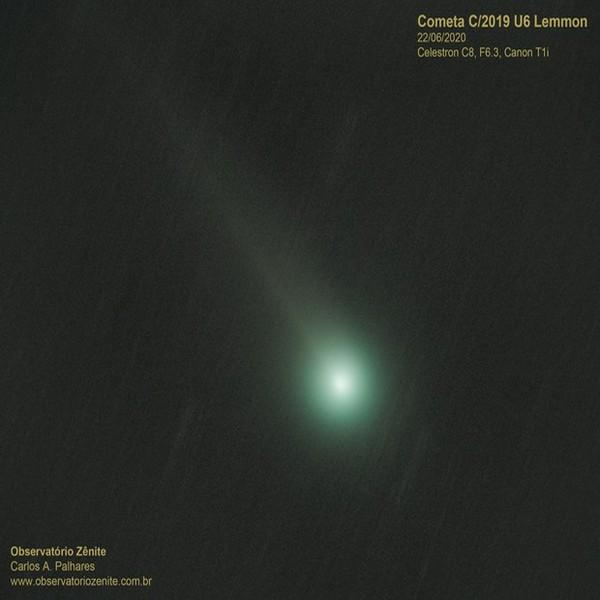 Cometa C/2019 U6 Lemmon
22/06/2020
Celestron C8, F6.3, Canon T1i
Observatório Zênite
Carlos A. Palhares
www.observatoriozenite.com.br